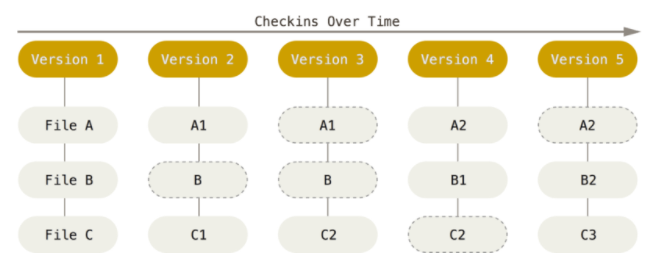 Checkins Over Time
Version 1 Version 2 Version 3 Version 4 Version 5
File A A1 A1 A2 A2
File B B B B1 B2
File C C1 C2 C2 C3